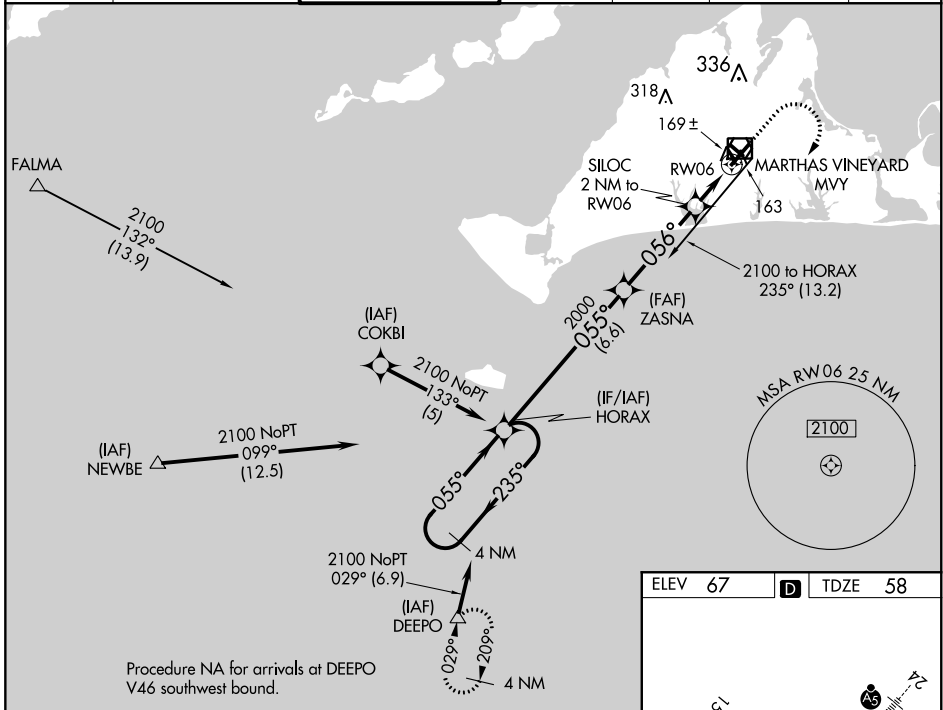 336
318
169±
FALMA
SILOC
2 NM to
RW06
RW06
MARTHAS VINEYARD
MVY
163
2100
132°
(13.9)
056°
2100 to HORAX
235° (13.2)
(FAF)
ZASNA
2000
055°
(6.6)
(IAF)
COKBI
2100 NoPT
133°
(5)
(IF/IAF)
HORAX
MSA RW 06 25 NM
2100
(IAF)
NEWBE
2100 NoPT
099°
(12.5)
055°
235°
4 NM
2100 NoPT
029° (6.9)
(IAF)
DEEPO
029°
209°
4 NM
Procedure NA for arrivals at DEEPO
V46 southwest bound.
ELEV 67
D
TDZE 58
A5
24
15